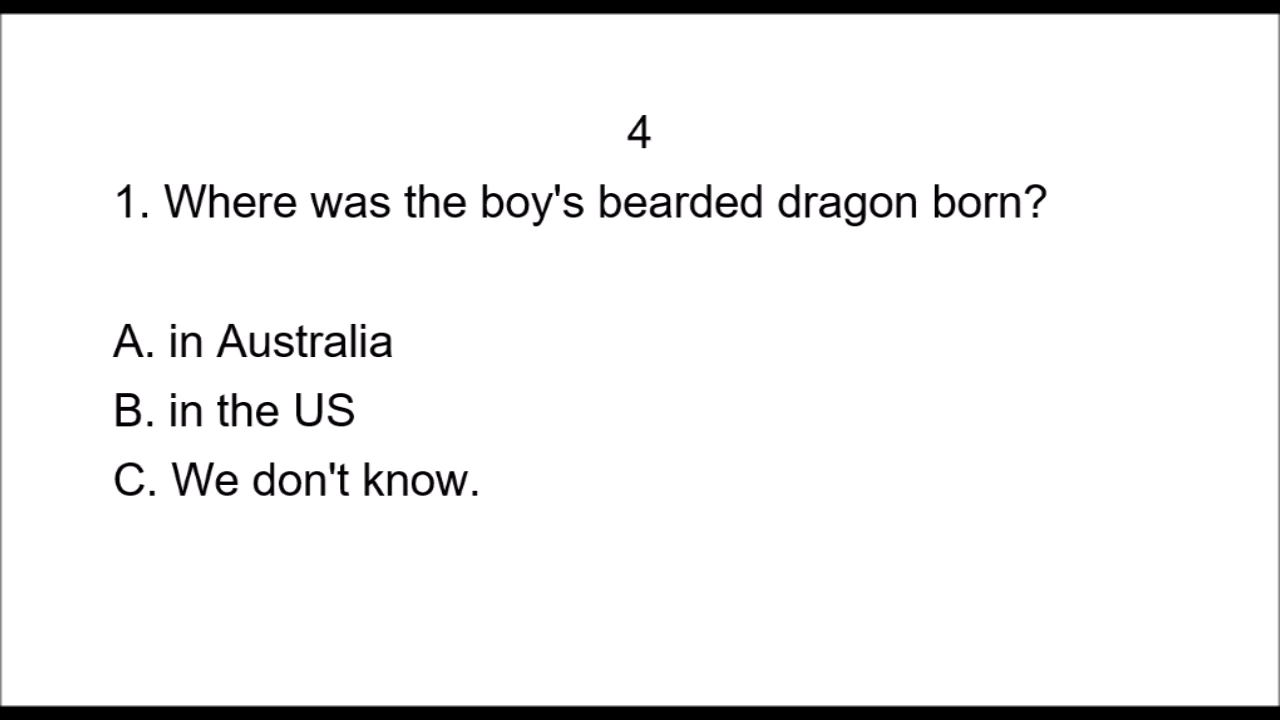 4
1. Where was the boy's bearded dragon born?
A. in Australia
B. in the US
C. We don't know.